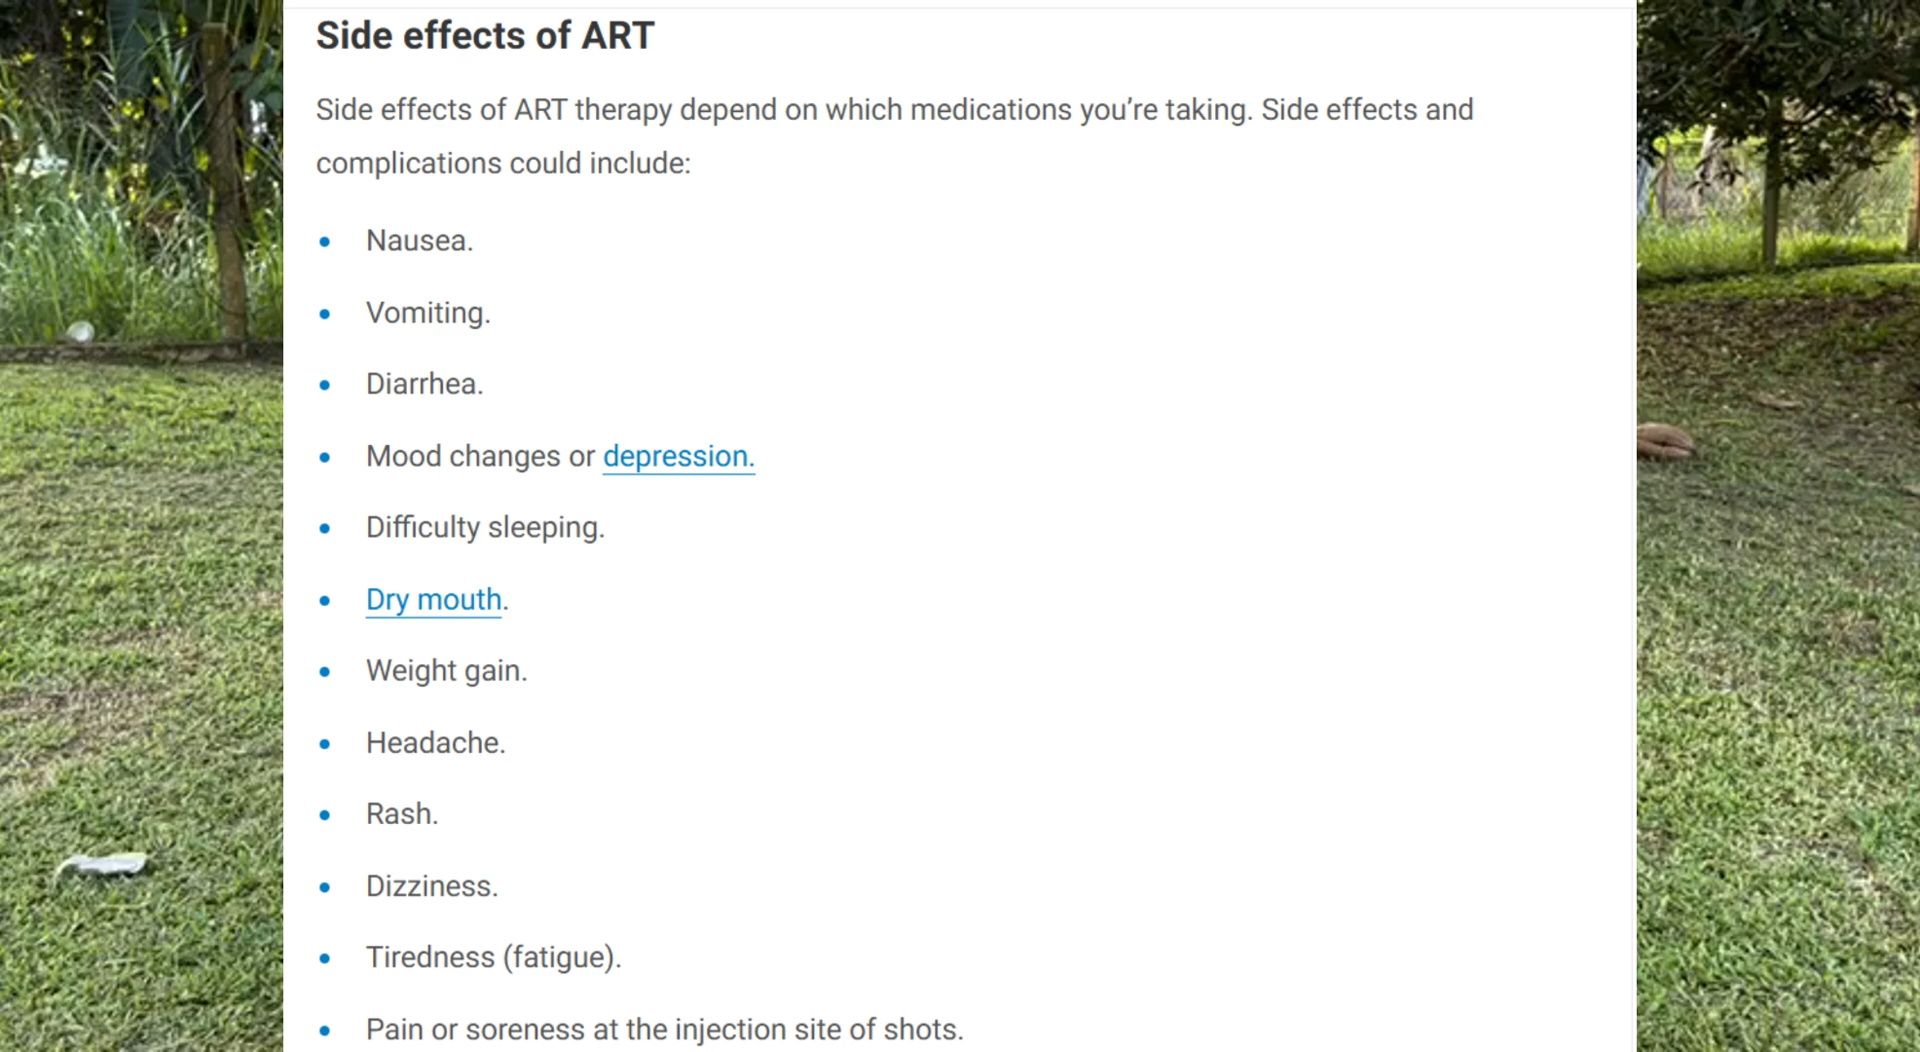 Side effects of ART
Side effects of ART therapy depend on which medications you’re taking. Side effects and
complications could include:
• Nausea.
• Vomiting.
• Diarrhea.
• Mood changes or depression.
• Difficulty sleeping.
• Dry mouth.
• Weight gain.
• Headache.
• Rash.
• Dizziness.
• Tiredness (fatigue).
• Pain or soreness at the injection site of shots.